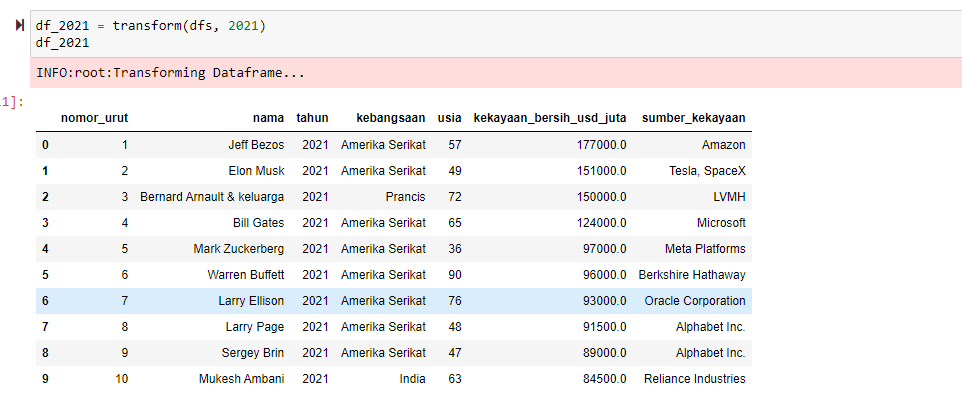 df_2021 = transform(dfs, 2021)
df_2021
INFO:root:Transforming Dataframe...
1]:
nomor_urut nama tahun kebangsaan usia kekayaan_bersih_usd_juta sumber_kekayaan
0 1 Jeff Bezos 2021 Amerika Serikat 57 177000.0 Amazon
1 2 Elon Musk 2021 Amerika Serikat 49 151000.0 Tesla, SpaceX
2 3 Bernard Arnault & keluarga 2021 Prancis 72 150000.0 LVMH
3 4 Bill Gates 2021 Amerika Serikat 65 124000.0 Microsoft
4 5 Mark Zuckerberg 2021 Amerika Serikat 36 97000.0 Meta Platforms
5 6 Warren Buffett 2021 Amerika Serikat 90 96000.0 Berkshire Hathaway
6 7 Larry Ellison 2021 Amerika Serikat 76 93000.0 Oracle Corporation
7 8 Larry Page 2021 Amerika Serikat 48 91500.0 Alphabet Inc.
8 9 Sergey Brin 2021 Amerika Serikat 47 89000.0 Alphabet Inc.
9 10 Mukesh Ambani 2021 India 63 84500.0 Reliance Industries